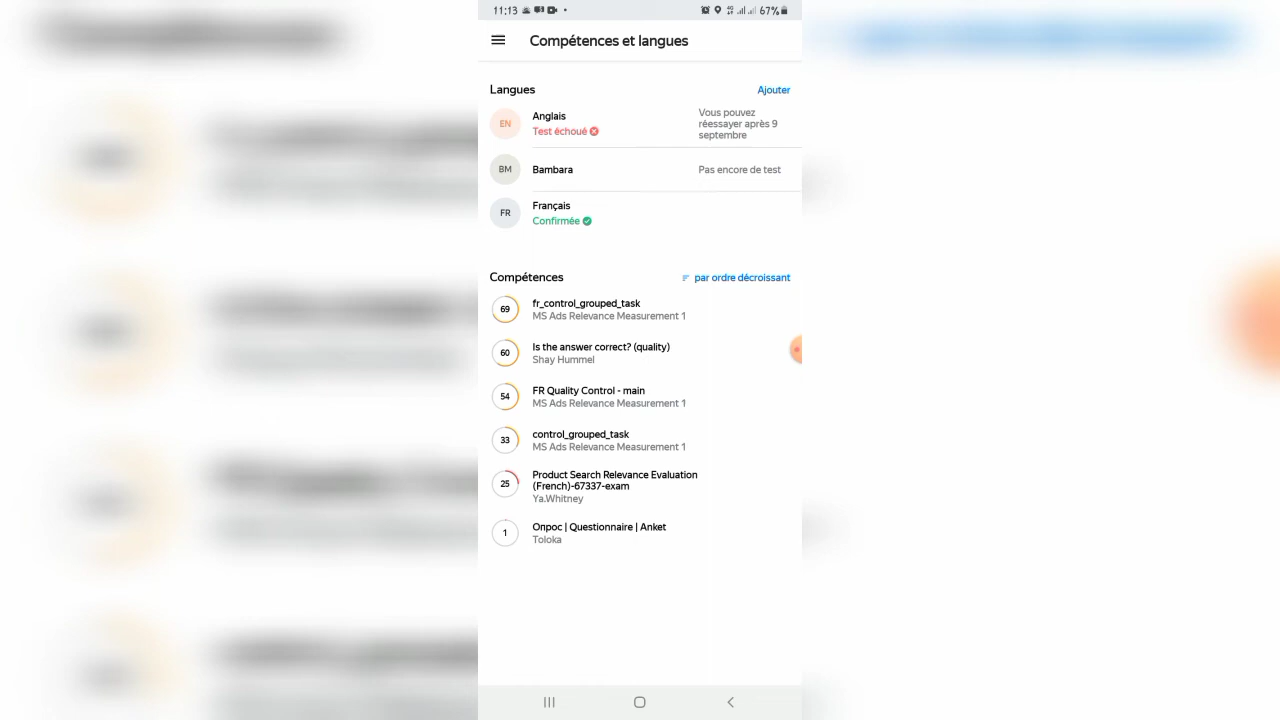 11:13
67%
Compétences et langues
Langues
Ajouter
EN
Anglais
Test échoué
Vous pouvez
réessayer après 9
septembre
BM
Bambara
Pas encore de test
FR
Français
Confirmée
Compétences
par ordre décroissant
69
fr_control_grouped_task
MS Ads Relevance Measurement 1
60
Is the answer correct? (quality)
Shay Hummel
54
FR Quality Control - main
MS Ads Relevance Measurement 1
33
control_grouped_task
MS Ads Relevance Measurement 1
25
Product Search Relevance Evaluation
(French)-67337-exam
Ya.Whitney
1
Опрос | Questionnaire | Anket
Toloka